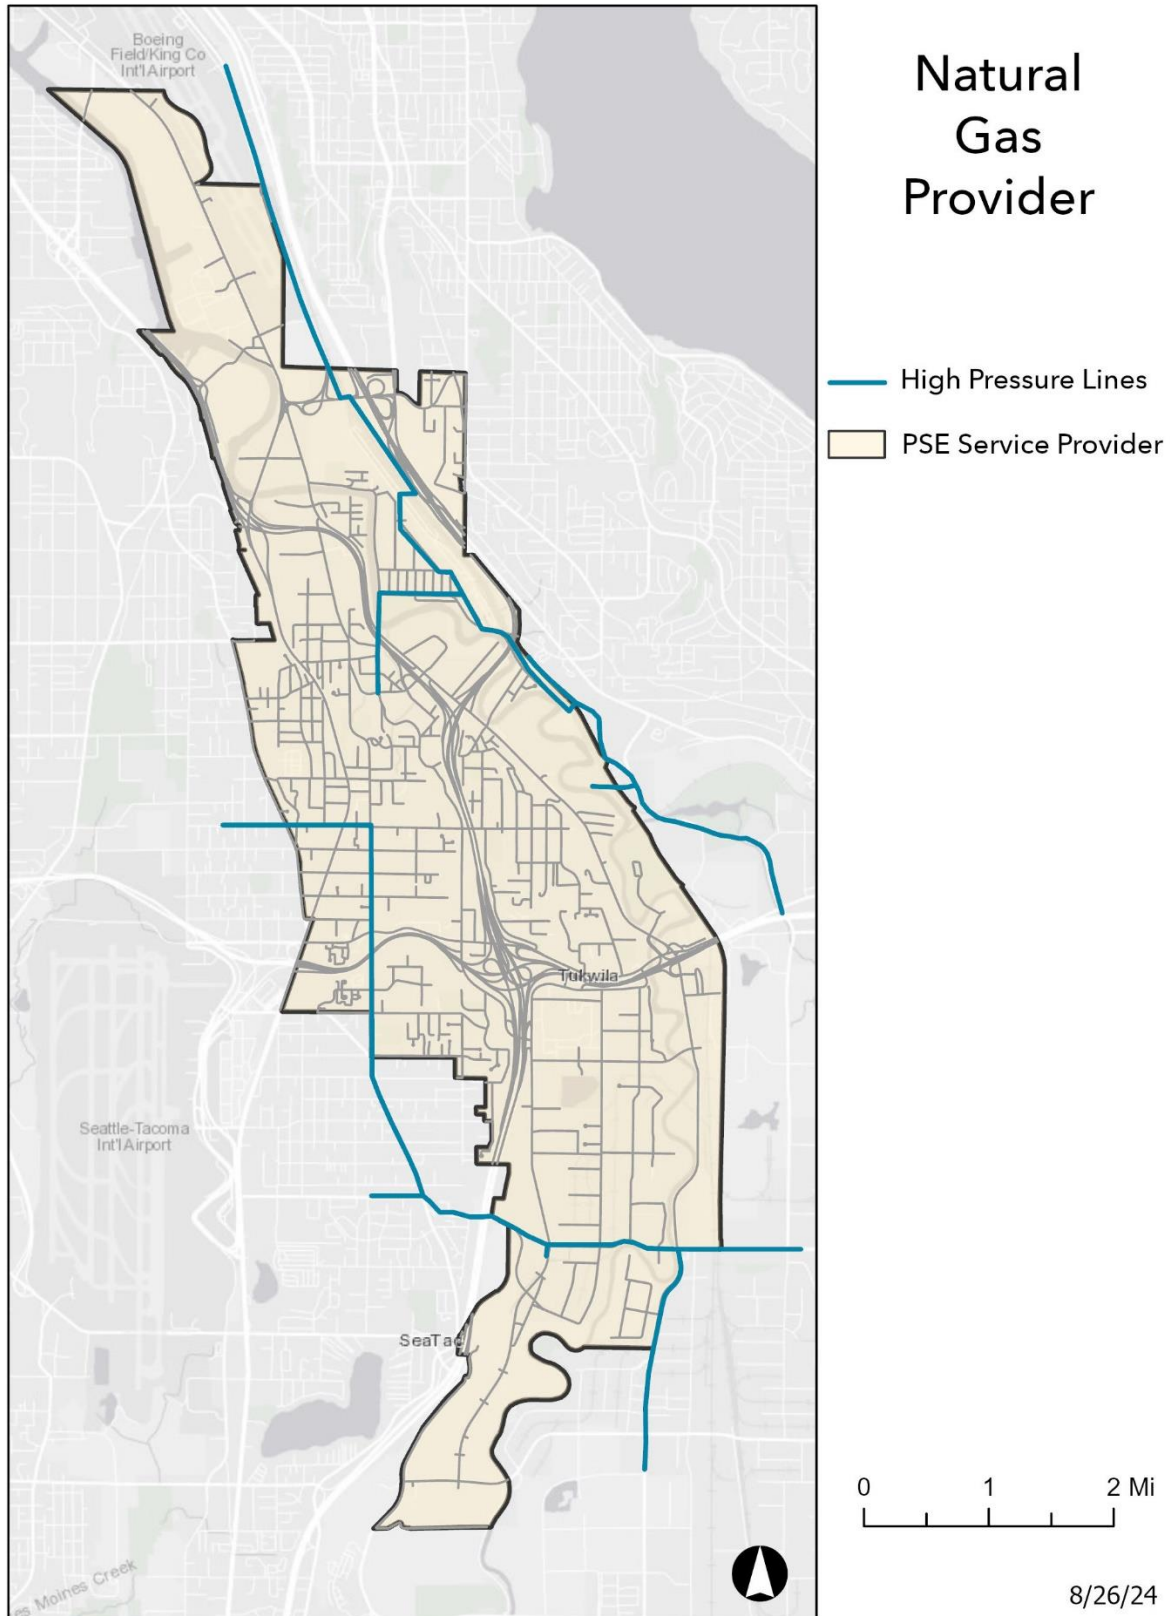 Boeing
Field/King Co
Int'l Airport
Natural
Gas
Provider
High Pressure Lines
PSE Service Provider
Tukwila
Seattle-Tacoma
Int'l Airport
SeaTac
0 1 2 Mi
es Moines Creek
8/26/24